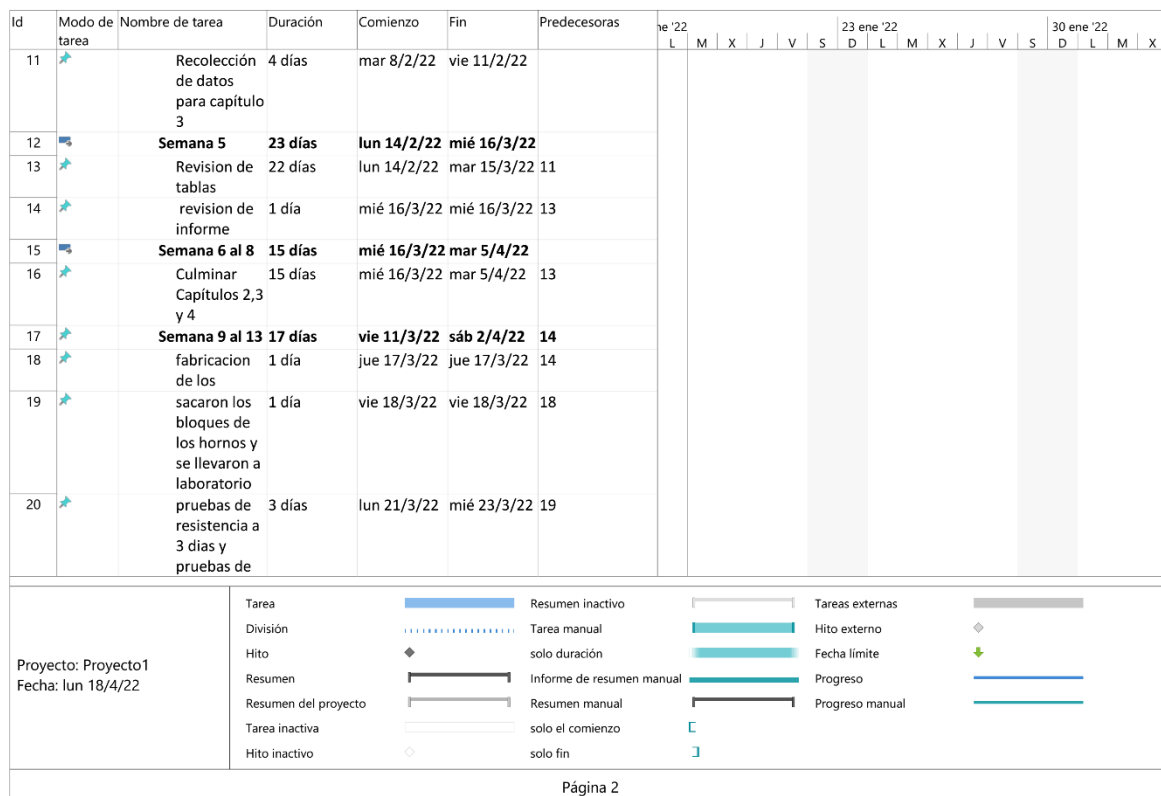 Id Modo de tarea Nombre de tarea Duración Comienzo Fin Predecesoras
ne '22 23 ene '22 30 ene '22
L M X J V S D L M X J V S D L M X
11 Recolección 4 días mar 8/2/22 vie 11/2/22
de datos
para capítulo
3
12 Semana 5 23 días lun 14/2/22 mié 16/3/22
13 Revision de 22 días lun 14/2/22 mar 15/3/22 11
tablas
14 revision de 1 día mié 16/3/22 mié 16/3/22 13
informe
15 Semana 6 al 8 15 días mié 16/3/22 mar 5/4/22
16 Culminar 15 días mié 16/3/22 mar 5/4/22 13
Capítulos 2,3
y 4
17 Semana 9 al 13 17 días vie 11/3/22 sáb 2/4/22 14
18 fabricacion 1 día jue 17/3/22 jue 17/3/22 14
de los
19 sacaron los 1 día vie 18/3/22 vie 18/3/22 18
bloques de
los hornos y
se llevaron a
laboratorio
20 pruebas de 3 días lun 21/3/22 mié 23/3/22 19
resistencia a
3 dias y
pruebas de
Proyecto: Proyecto1
Fecha: lun 18/4/22
Tarea Resumen inactivo Tareas externas
División Tarea manual Hito externo
Hito solo duración Fecha límite
Resumen Informe de resumen manual Progreso
Resumen del proyecto Resumen manual Progreso manual
Tarea inactiva solo el comienzo
Hito inactivo solo fin
Página 2